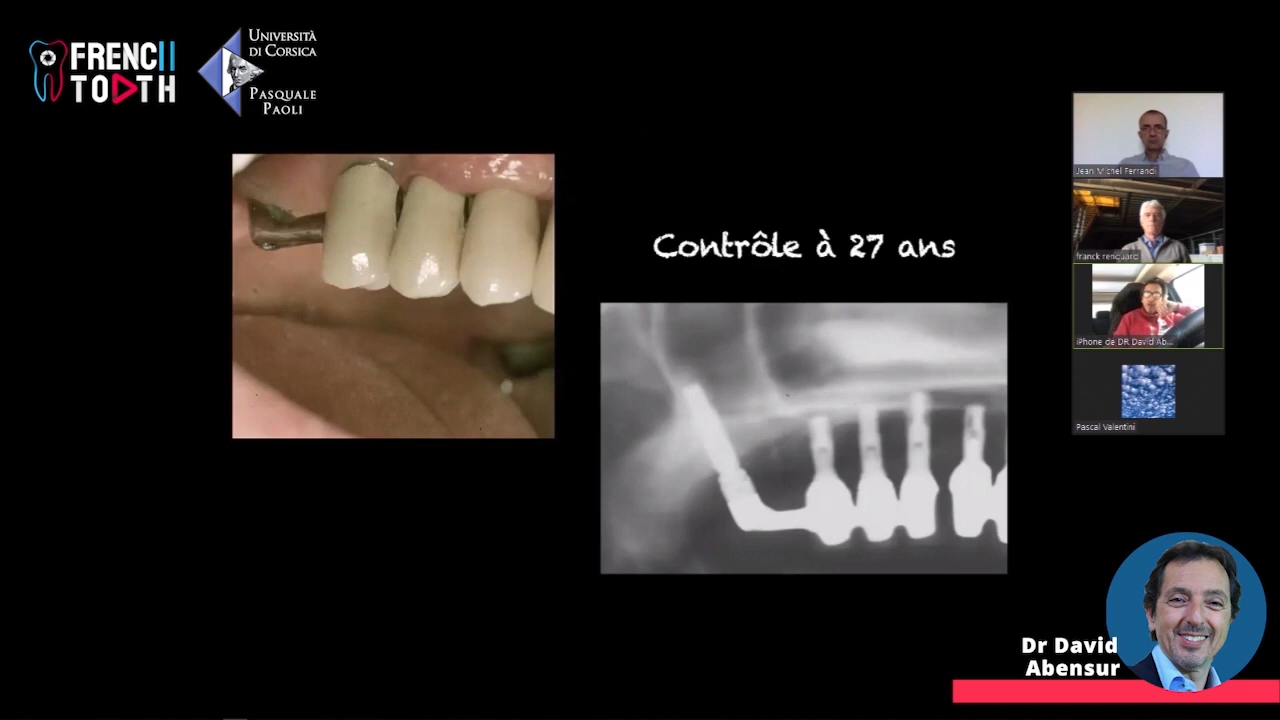 FRENCH
TOOTH
UNIVERSITÀ
DI CORSICA
PASQUALE
PAOLI
Contrôle à 27 ans
Jean Michel Ferrandi
franck renouard
iPhone de DR David Ab...
Pascal Valentini
Dr David
Abensur